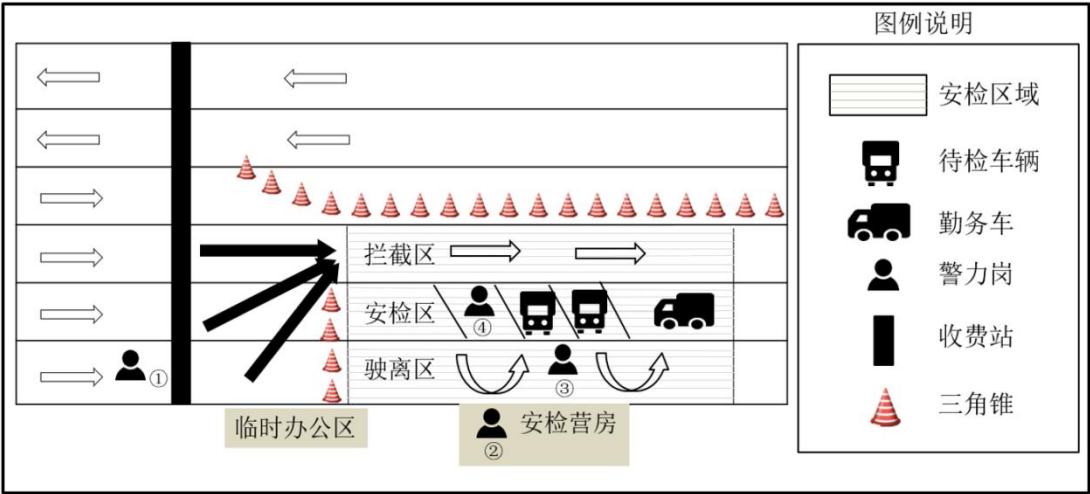 图例说明
安检区域
待检车辆
勤务车
警力岗
收费站
三角锥
拦截区
安检区
④
驶离区
①
③
临时办公区
安检营房
②